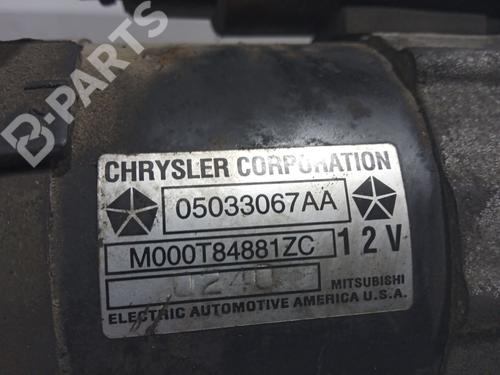 B-PARTS
CHRYSLER CORPORATION
05033067AA
M000T84881ZC 12V
MITSUBISHI
ELECTRIC AUTOMOTIVE AMERICA U.S.A.